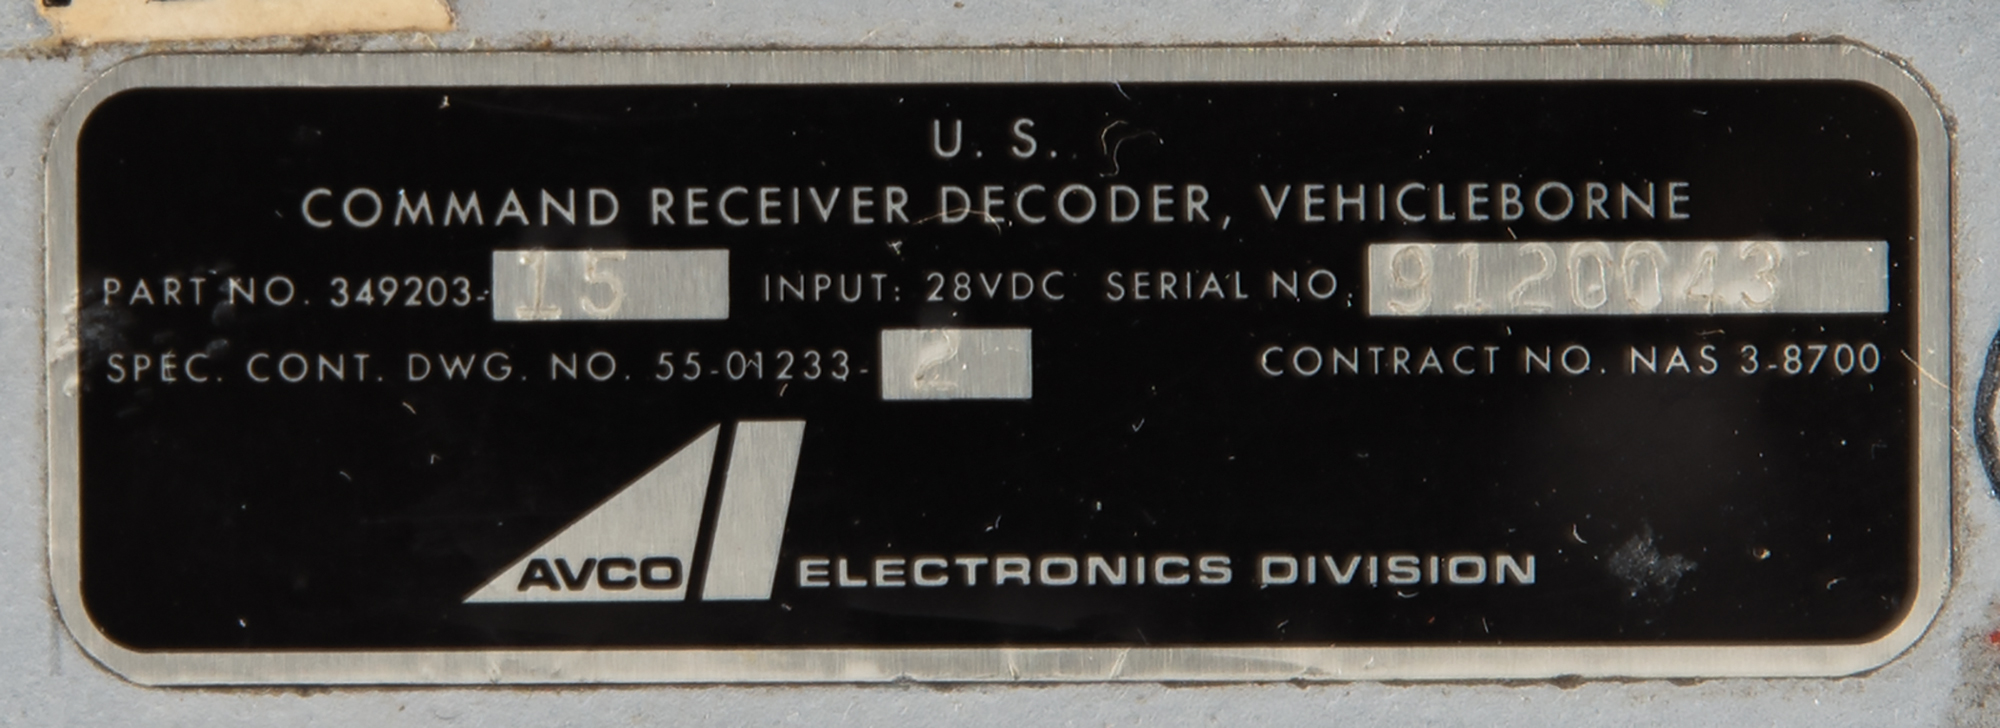 U. S.
COMMAND RECEIVER DECODER, VEHICLEBORNE
PART NO. 349203-15 INPUT: 28VDC SERIAL NO. 9120043
SPEC. CONT. DWG. NO. 55-01233-2 CONTRACT NO. NAS 3-8700
AVCO ELECTRONICS DIVISION